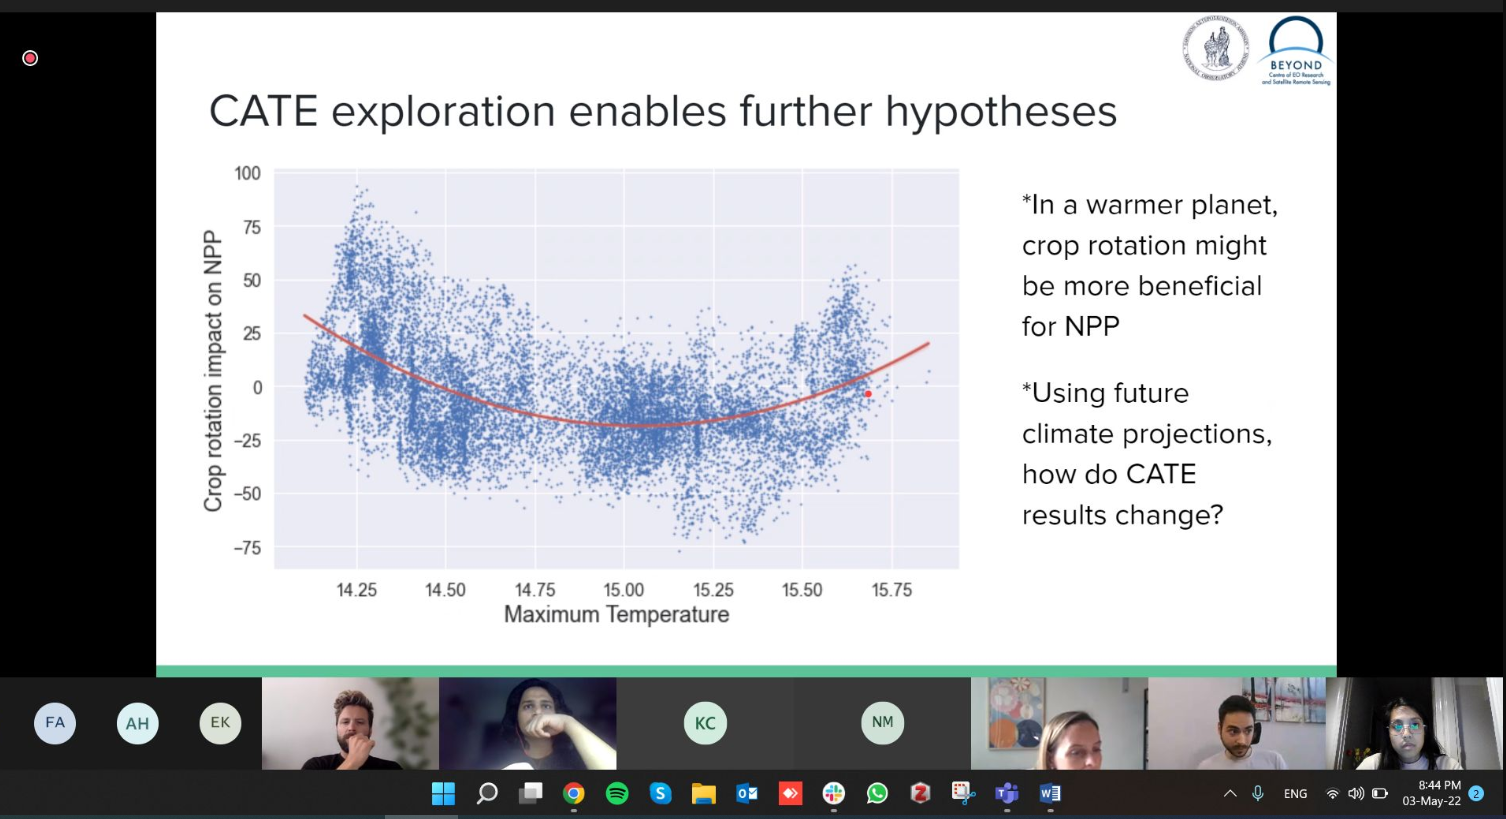 BEYOND
Centre of EO Research
and Satellite Remote Sensing
CATE exploration enables further hypotheses
100
75
50
25
0
−25
−50
−75
Crop rotation impact on NPP
14.25 14.50 14.75 15.00 15.25 15.50 15.75
Maximum Temperature
*In a warmer planet,
crop rotation might
be more beneficial
for NPP
*Using future
climate projections,
how do CATE
results change?
FA AH EK KC NM
ENG
8:44 PM
03-May-22
2